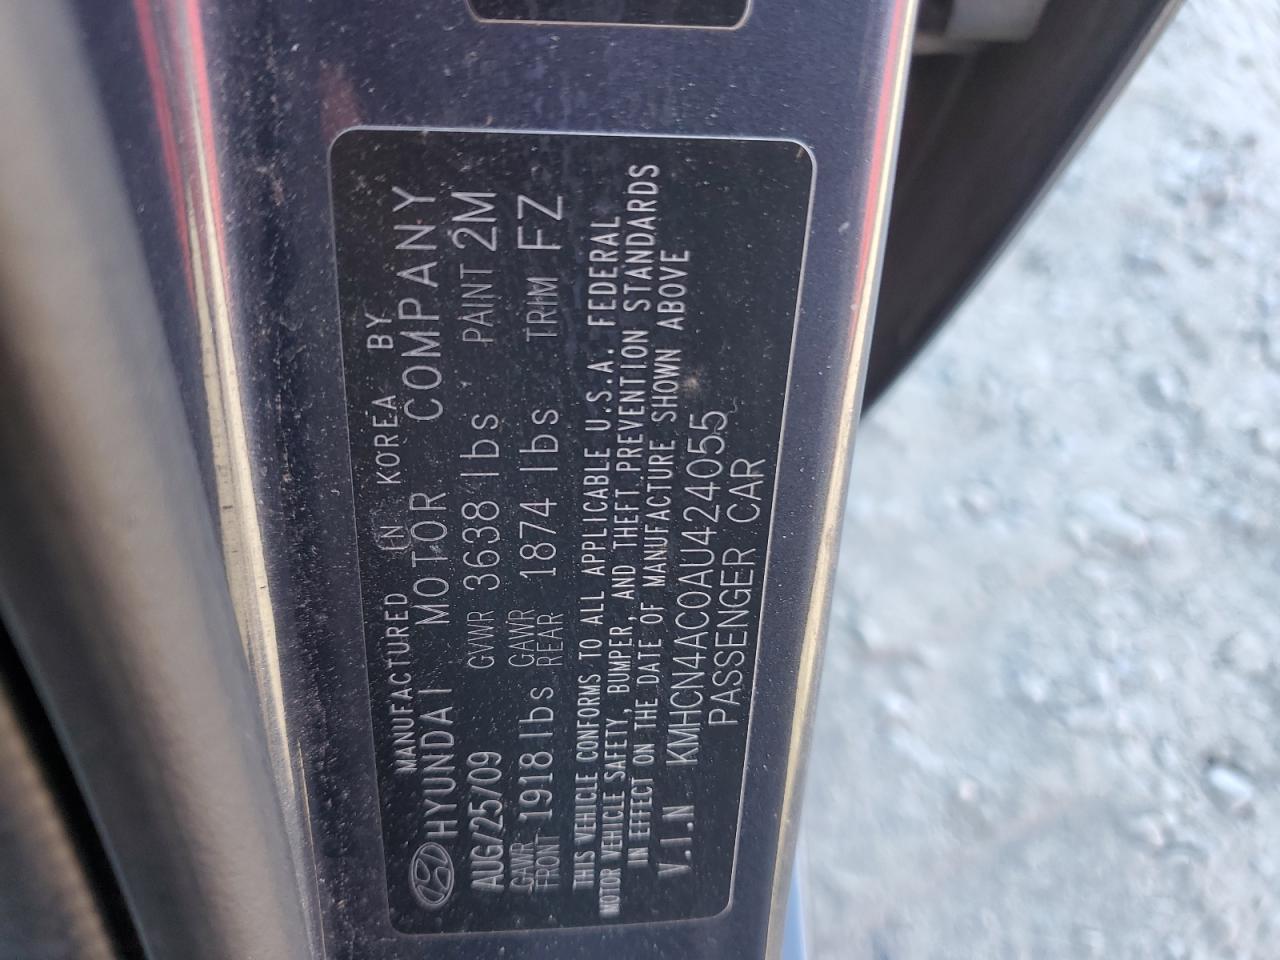 MANUFACTURED IN KOREA BY
HYUNDAI MOTOR COMPANY
AUG/25/09 GVWR 3638 lbs PAINT 2M
GAWR FRONT 1918 lbs GAWR REAR 1874 lbs TRIM FZ
THIS VEHICLE CONFORMS TO ALL APPLICABLE U.S.A. FEDERAL
MOTOR VEHICLE SAFETY, BUMPER, AND THEFT PREVENTION STANDARDS
IN EFFECT ON THE DATE OF MANUFACTURE SHOWN ABOVE
V.I.N KMHCN4AC0AU424055
PASSENGER CAR